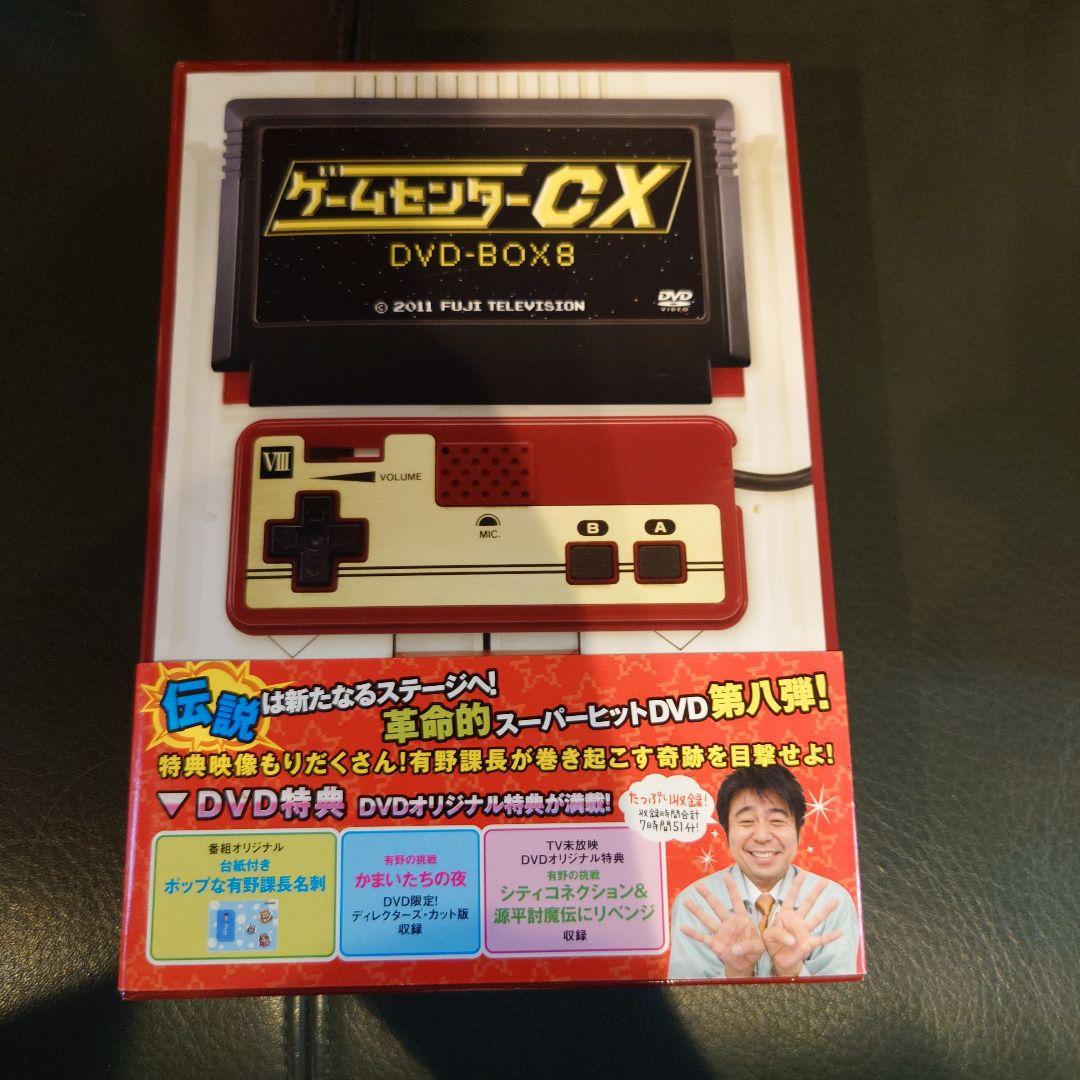 ゲームセンターCX
DVD-BOX8
© 2011 FUJI TELEVISION
DVD
VIDEO
VIII
VOLUME
MIC.
B
A
伝説は新たなるステージへ!
革命的スーパーヒットDVD第八弾!
特典映像もりだくさん!有野課長が巻き起こす奇跡を目撃せよ!
▼DVD特典 DVDオリジナル特典が満載!
たっぷり収録!
収録時間合計
7時間51分!
番組オリジナル
台紙付き
ポップな有野課長名刺
有野の挑戦
かまいたちの夜
DVD限定!
ディレクターズ・カット版
収録
TV未放映
DVDオリジナル特典
有野の挑戦
シティコネクション&
源平討魔伝にリベンジ
収録